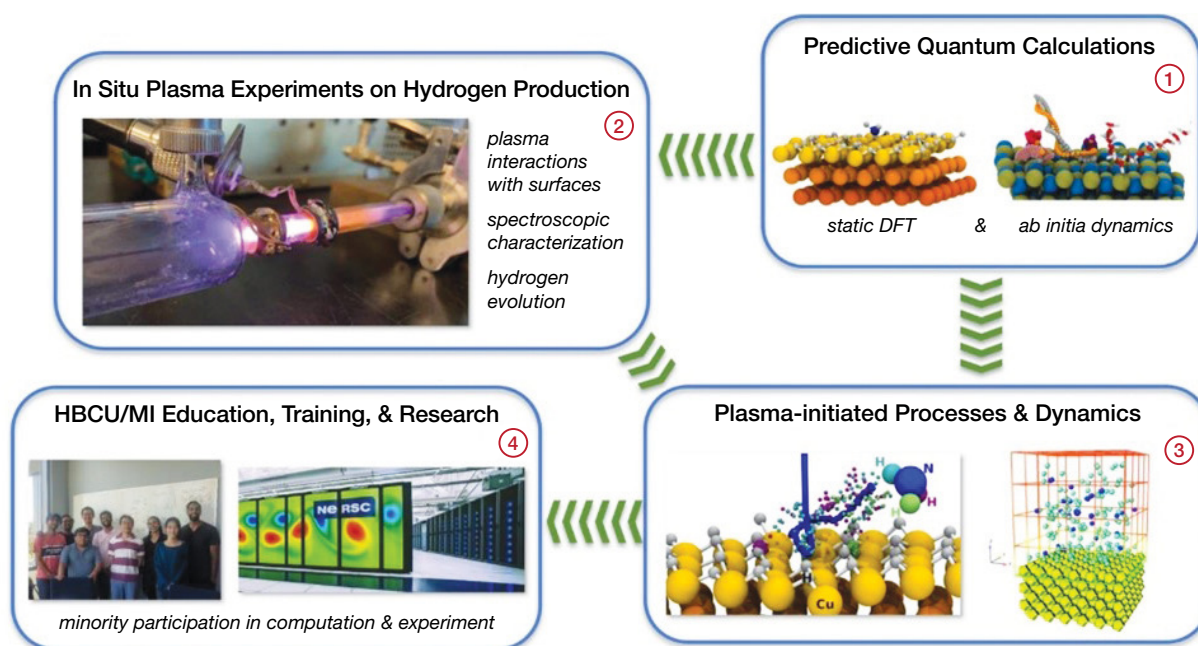 Predictive Quantum Calculations
1
static DFT & ab initia dynamics
In Situ Plasma Experiments on Hydrogen Production
2
plasma
interactions
with surfaces
spectroscopic
characterization
hydrogen
evolution
Plasma-initiated Processes & Dynamics
3
H
N
H
H
Cu
HBCU/MI Education, Training, & Research
4
NeRSC
minority participation in computation & experiment